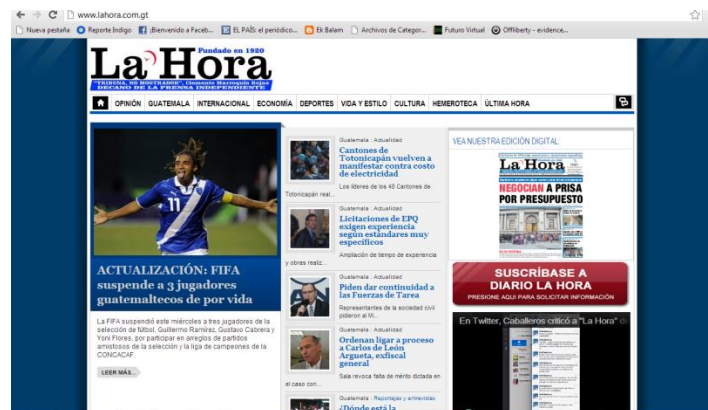 www.lahora.com.gt
Nueva pestaña Reporte Indigo ¡Bienvenido a Faceb... EL PAÍS: el periódico... Ek Balam Archivos de Categor... Futuro Virtual Offliberty - evidence...
Fundado en 1920
La Hora
"TRIBUNA, NO MOSTRADOR", Clemente Marroquín Rojas
DECANO DE LA PRENSA INDEPENDIENTE
OPINIÓN GUATEMALA INTERNACIONAL ECONOMÍA DEPORTES VIDA Y ESTILO CULTURA HEMEROTECA ÚLTIMA HORA
11
ACTUALIZACIÓN: FIFA
suspende a 3 jugadores
guatemaltecos de por vida
La FIFA suspendió este miércoles a tres jugadores de la
selección de fútbol, Guillermo Ramírez, Gustavo Cabrera y
Yoni Flores, por participar en arreglos de partidos
amistosos de la selección y la liga de campeones de la
CONCACAF.
LEER MÁS...
Guatemala : Actualidad
Cantones de
Totonicapán vuelven a
manifestar contra costo
de electricidad
Los líderes de los 48 Cantones de
Totonicapán real...
Guatemala : Actualidad
Licitaciones de EPQ
exigen experiencia
según estándares muy
específicos
Ampliación de tiempo de experiencia
y obras realiz...
Guatemala : Actualidad
Piden dar continuidad a
las Fuerzas de Tarea
Representantes de la sociedad civil
pidieron al Mi...
Guatemala : Actualidad
Ordenan ligar a proceso
a Carlos de León
Argueta, exfiscal
general
Sala revoca falta de mérito dictada en
el caso con...
Guatemala : Reportajes y entrevistas
¿Dónde está la
VEA NUESTRA EDICIÓN DIGITAL:
La Hora
NEGOCIAN A PRISA
POR PRESUPUESTO
SUSCRÍBASE A
DIARIO LA HORA
PRESIONE AQUI PARA SOLICITAR INFORMACIÓN
En Twitter, Caballeros criticó a "La Hora" d